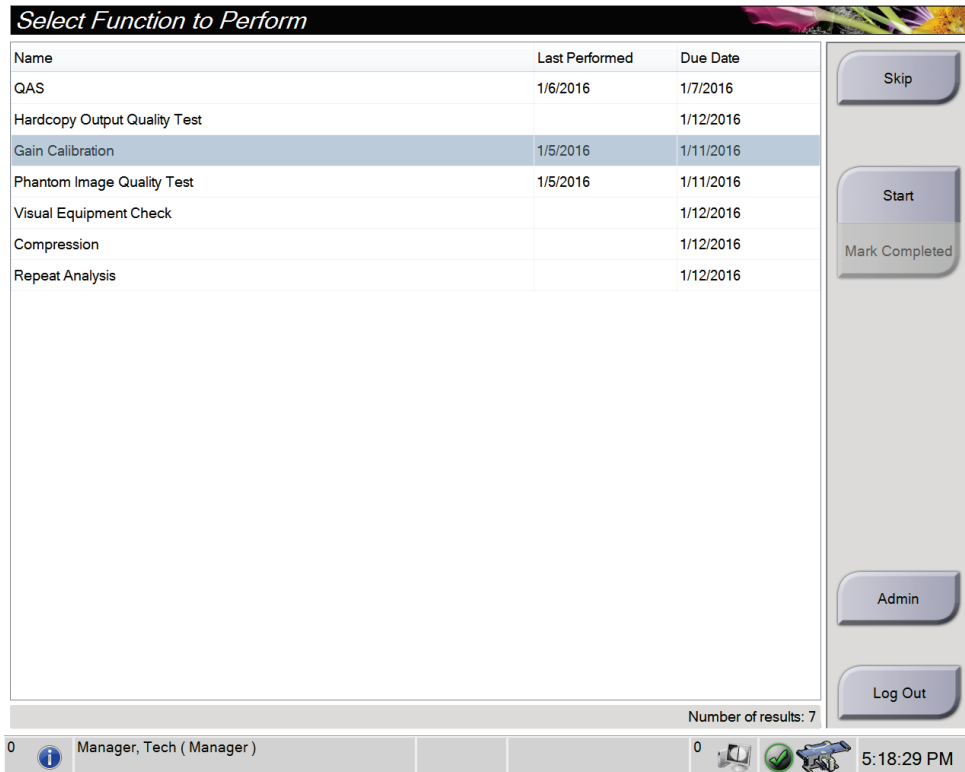 Select Function to Perform
Name Last Performed Due Date
QAS 1/6/2016 1/7/2016
Hardcopy Output Quality Test 1/12/2016
Gain Calibration 1/5/2016 1/11/2016
Phantom Image Quality Test 1/5/2016 1/11/2016
Visual Equipment Check 1/12/2016
Compression 1/12/2016
Repeat Analysis 1/12/2016
Number of results: 7
Skip
Start
Mark Completed
Admin
Log Out
0 Manager, Tech ( Manager ) 0 5:18:29 PM